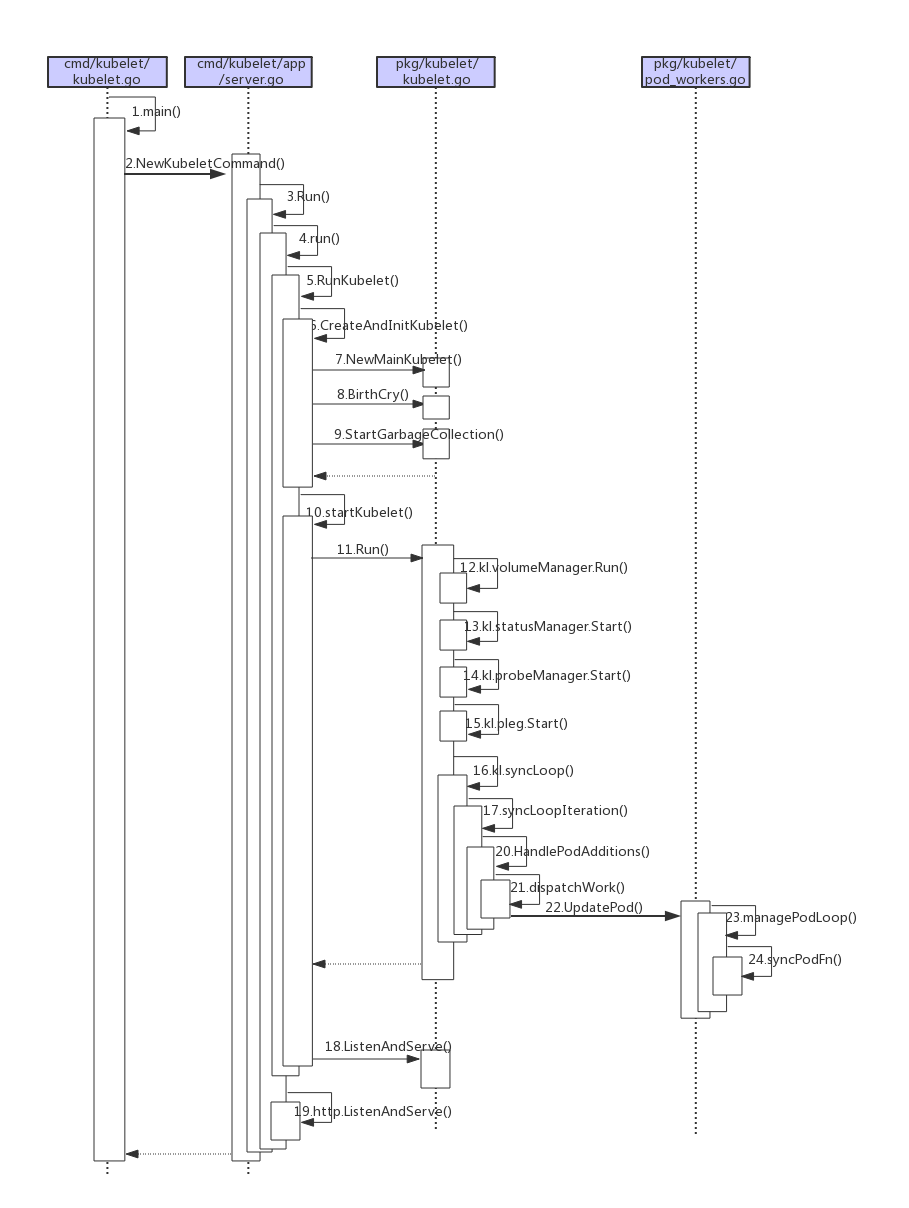 cmd/kubelet/
kubelet.go
cmd/kubelet/app
/server.go
pkg/kubelet/
kubelet.go
pkg/kubelet/
pod_workers.go
1.main()
2.NewKubeletCommand()
3.Run()
4.run()
5.RunKubelet()
6.CreateAndInitKubelet()
7.NewMainKubelet()
8.BirthCry()
9.StartGarbageCollection()
10.startKubelet()
11.Run()
12.kl.volumeManager.Run()
13.kl.statusManager.Start()
14.kl.probeManager.Start()
15.kl.pleg.Start()
16.kl.syncLoop()
17.syncLoopIteration()
20.HandlePodAdditions()
21.dispatchWork()
22.UpdatePod()
23.managePodLoop()
24.syncPodFn()
18.ListenAndServe()
19.http.ListenAndServe()